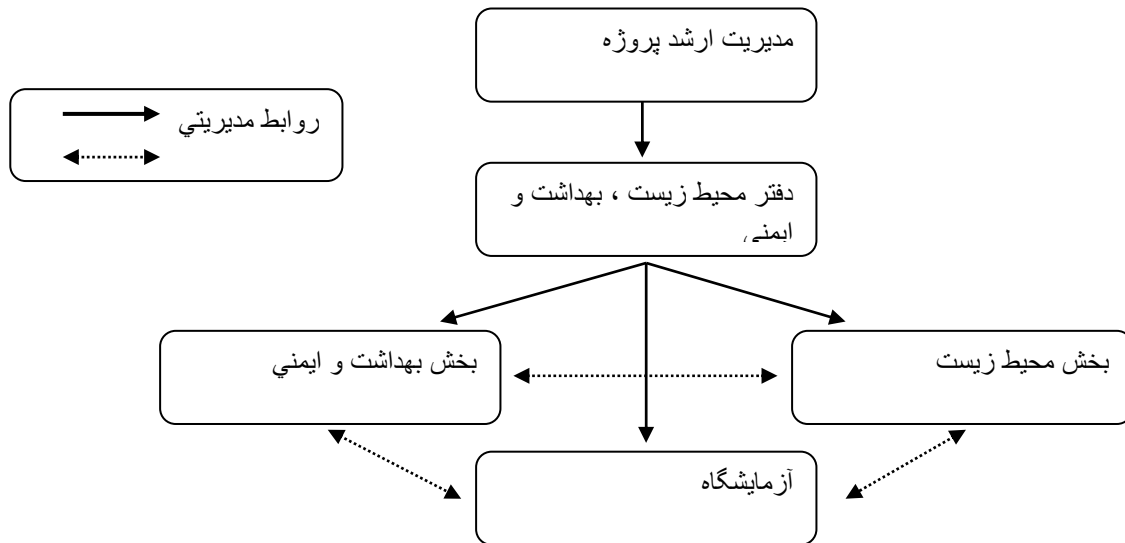 مديريت ارشد پروژه
روابط مديريتي
دفتر محيط زيست ، بهداشت و
ايمني
بخش محيط زيست
بخش بهداشت و ايمني
آزمايشگاه